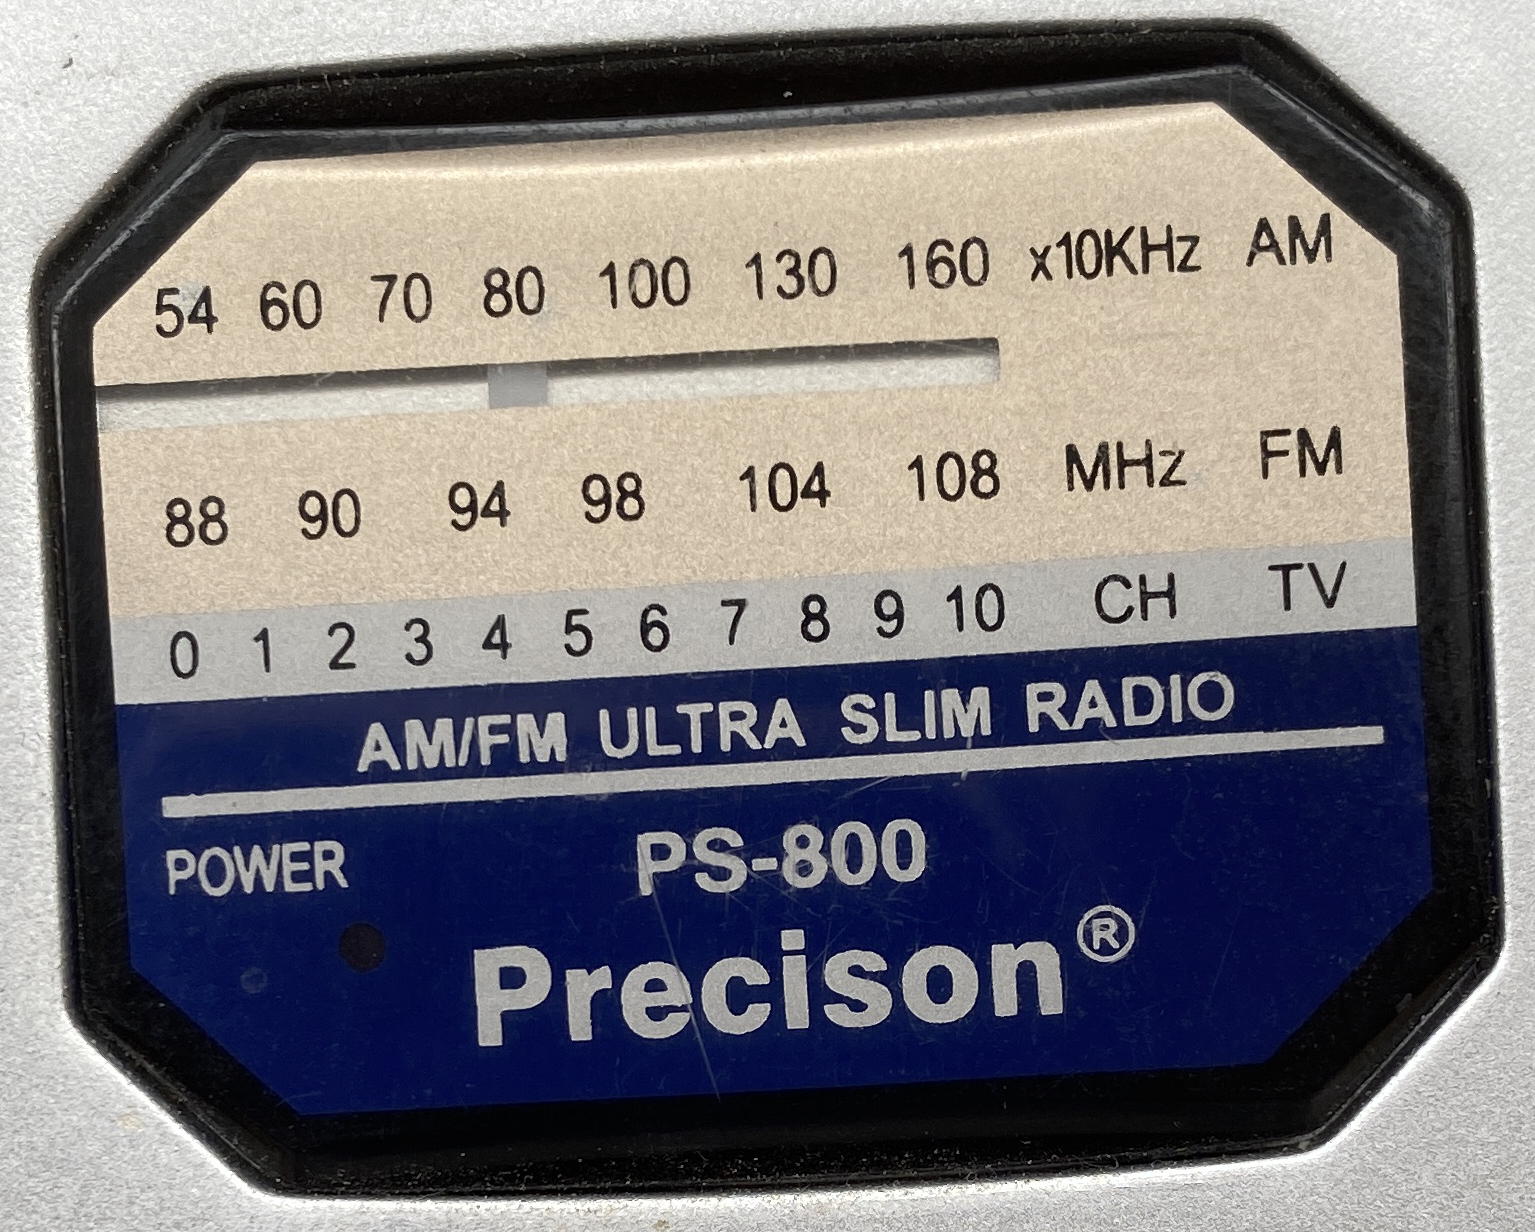 54 60 70 80 100 130 160 x10KHz AM
88 90 94 98 104 108 MHz FM
0 1 2 3 4 5 6 7 8 9 10 CH TV
AM/FM ULTRA SLIM RADIO
POWER PS-800
Precison®